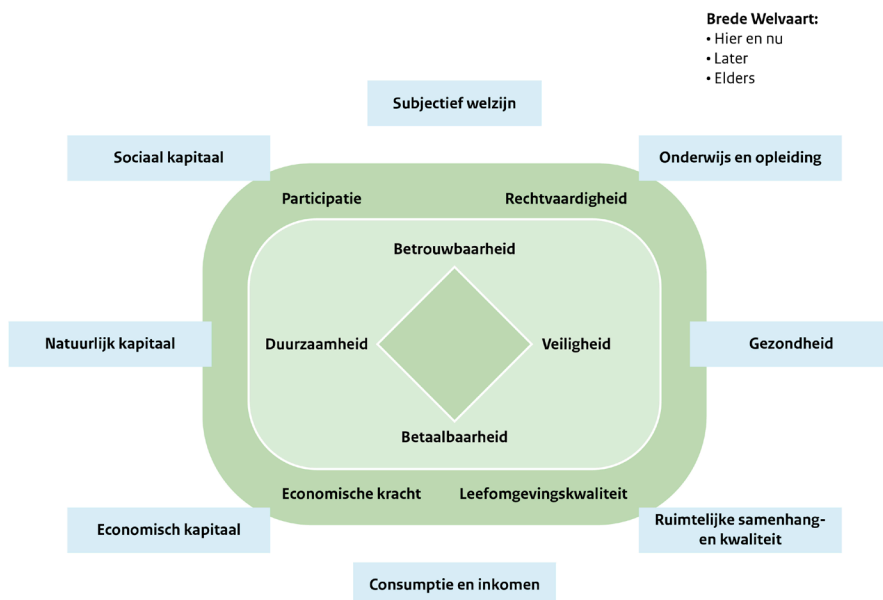 Brede Welvaart:
• Hier en nu
• Later
• Elders
Subjectief welzijn
Sociaal kapitaal
Onderwijs en opleiding
Participatie
Rechtvaardigheid
Betrouwbaarheid
Natuurlijk kapitaal
Duurzaamheid
Veiligheid
Gezondheid
Betaalbaarheid
Economische kracht
Leefomgevingskwaliteit
Economisch kapitaal
Ruimtelijke samenhang-
en kwaliteit
Consumptie en inkomen